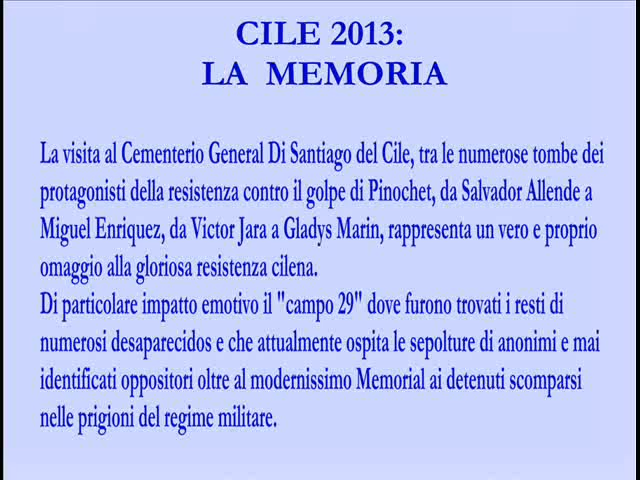 CILE 2013:
LA MEMORIA
La visita al Cementerio General Di Santiago del Cile, tra le numerose tombe dei
protagonisti della resistenza contro il golpe di Pinochet, da Salvador Allende a
Miguel Enriquez, da Victor Jara a Gladys Marin, rappresenta un vero e proprio
omaggio alla gloriosa resistenza cilena.
Di particolare impatto emotivo il "campo 29" dove furono trovati i resti di
numerosi desaparecidos e che attualmente ospita le sepolture di anonimi e mai
identificati oppositori oltre al modernissimo Memorial ai detenuti scomparsi
nelle prigioni del regime militare.